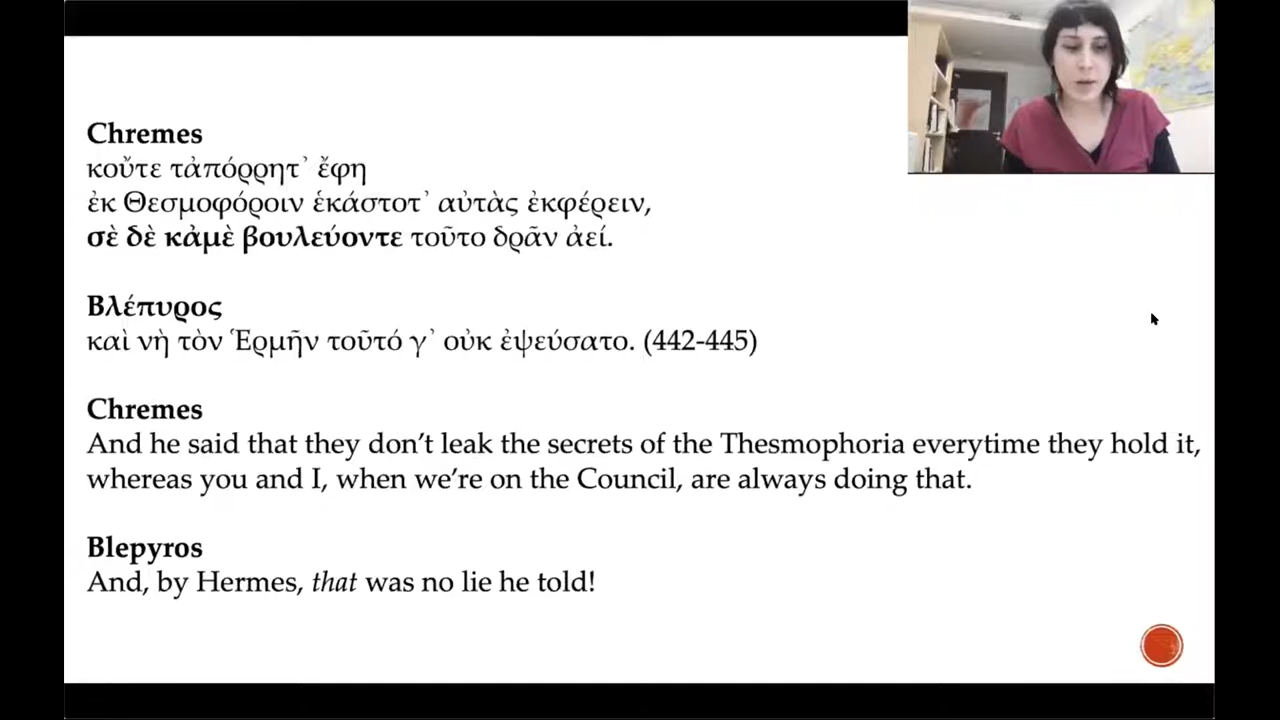 Chremes
κοὔτε τἀπόρρητ᾽ ἔφη
ἐκ Θεσμοφόροιν ἑκάστοτ᾽ αὐτὰς ἐκφέρειν,
σὲ δὲ κἀμὲ βουλεύοντε τοῦτο δρᾶν ἀεί.
Βλέπυρος
καὶ νὴ τὸν Ἑρμῆν τοῦτό γ᾽ οὐκ ἐψεύσατο. (442-445)
Chremes
And he said that they don’t leak the secrets of the Thesmophoria everytime they hold it,
whereas you and I, when we’re on the Council, are always doing that.
Blepyros
And, by Hermes, that was no lie he told!